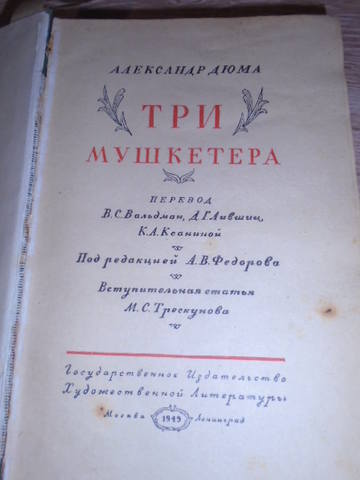 АЛЕКСАНДР ДЮМА
ТРИ
МУШКЕТЕРА
ПЕРЕВОД
В.С.Вальдман, Д.Г.Лившиц,
К.А.Ксаниной
Под редакцией А.В.Федорова
Вступительная статья
М.С.Трескунова
Государственное Издательство
Художественной Литературы
Москва 1949 Ленинград